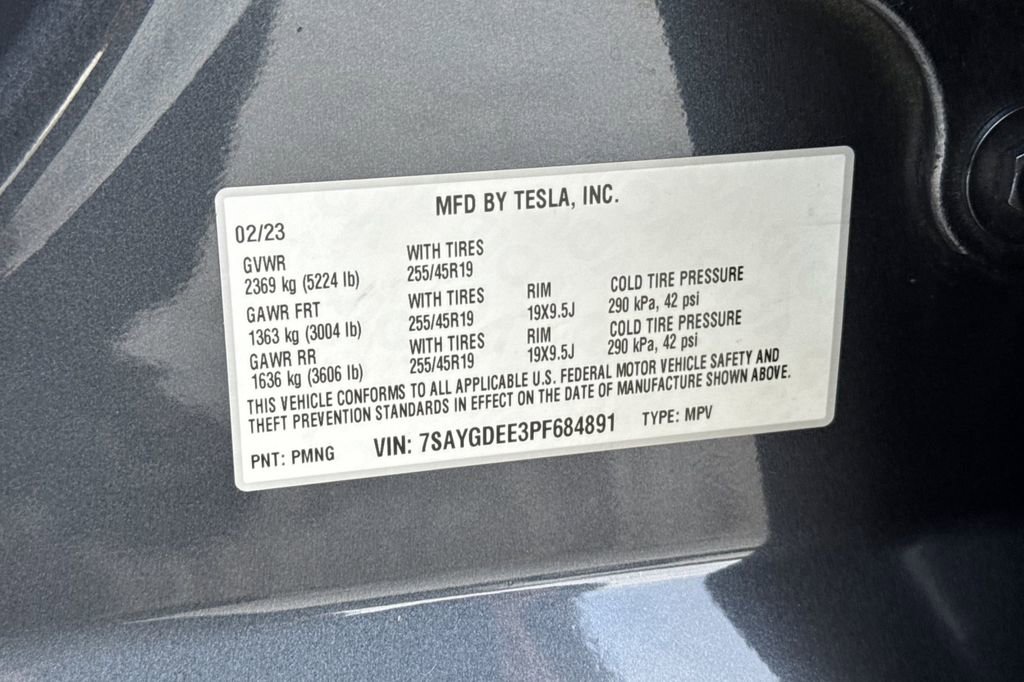 MFD BY TESLA, INC.
02/23
GVWR WITH TIRES
2369 kg (5224 lb) 255/45R19
GAWR FRT WITH TIRES RIM COLD TIRE PRESSURE
1363 kg (3004 lb) 255/45R19 19X9.5J 290 kPa, 42 psi
GAWR RR WITH TIRES RIM COLD TIRE PRESSURE
1636 kg (3606 lb) 255/45R19 19X9.5J 290 kPa, 42 psi
THIS VEHICLE CONFORMS TO ALL APPLICABLE U.S. FEDERAL MOTOR VEHICLE SAFETY AND
THEFT PREVENTION STANDARDS IN EFFECT ON THE DATE OF MANUFACTURE SHOWN ABOVE.
PNT: PMNG VIN: 7SAYGDEE3PF684891 TYPE: MPV